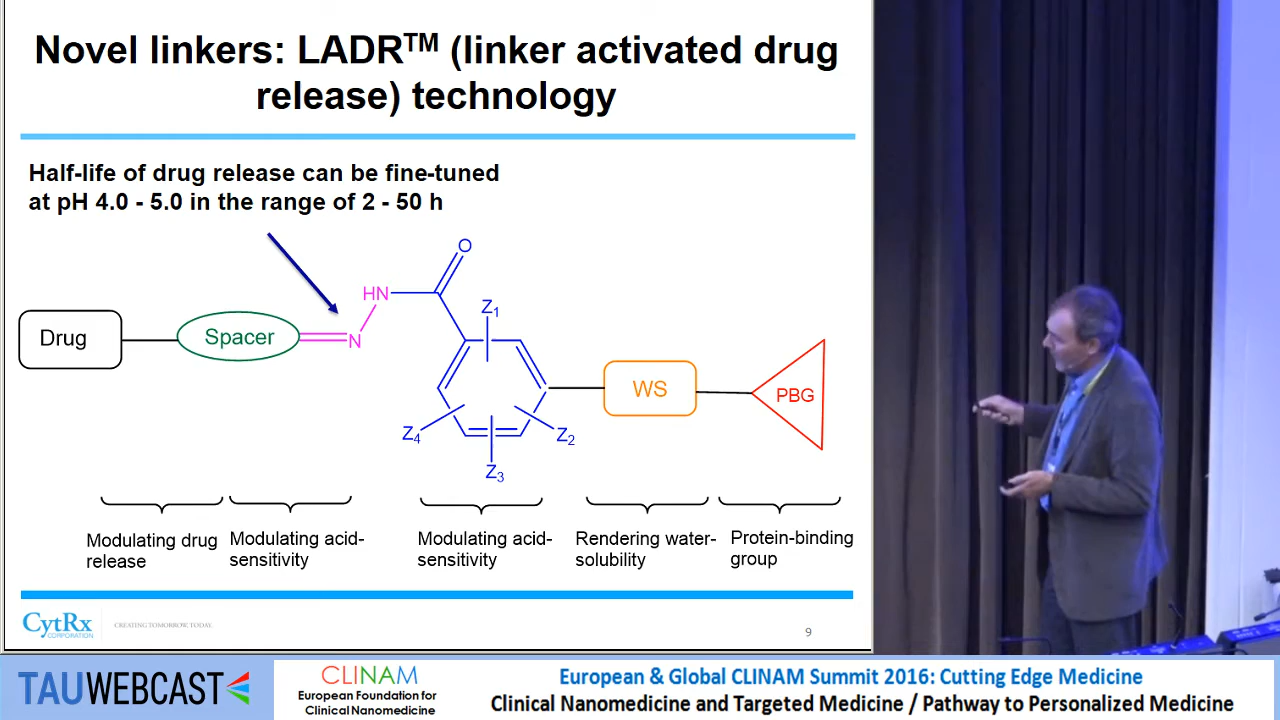 Novel linkers: LADR™ (linker activated drug
release) technology
Half-life of drug release can be fine-tuned
at pH 4.0 - 5.0 in the range of 2 - 50 h
O
HN
Z1
Drug
Spacer
N
WS
PBG
Z4
Z2
Z3
Modulating drug
release
Modulating acid-
sensitivity
Modulating acid-
sensitivity
Rendering water-
solubility
Protein-binding
group
CytRx
CORPORATION
CREATING TOMORROW TODAY
9
TAUWEBCAST
CLINAM
European Foundation for
Clinical Nanomedicine
European & Global CLINAM Summit 2016: Cutting Edge Medicine
Clinical Nanomedicine and Targeted Medicine / Pathway to Personalized Medicine